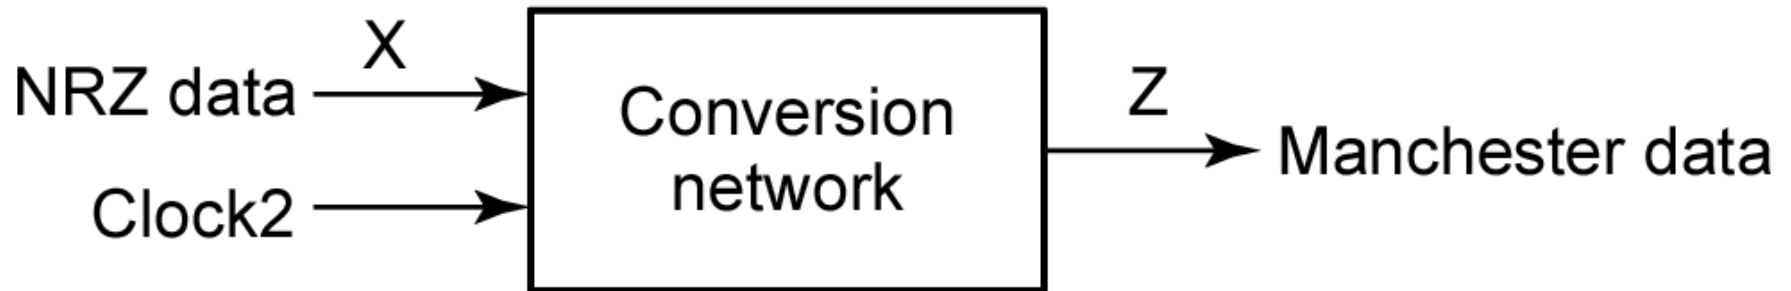 X
NRZ data
Clock2
Conversion
network
Z
Manchester data